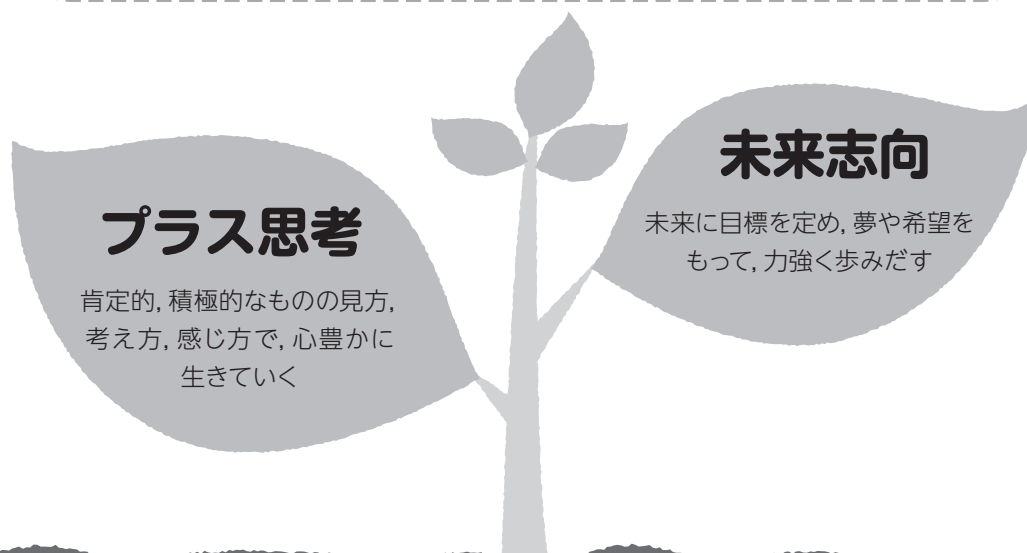 プラス思考
肯定的, 積極的なものの見方,
考え方, 感じ方で, 心豊かに
生きていく
未来志向
未来に目標を定め, 夢や希望を
もって, 力強く歩みだす